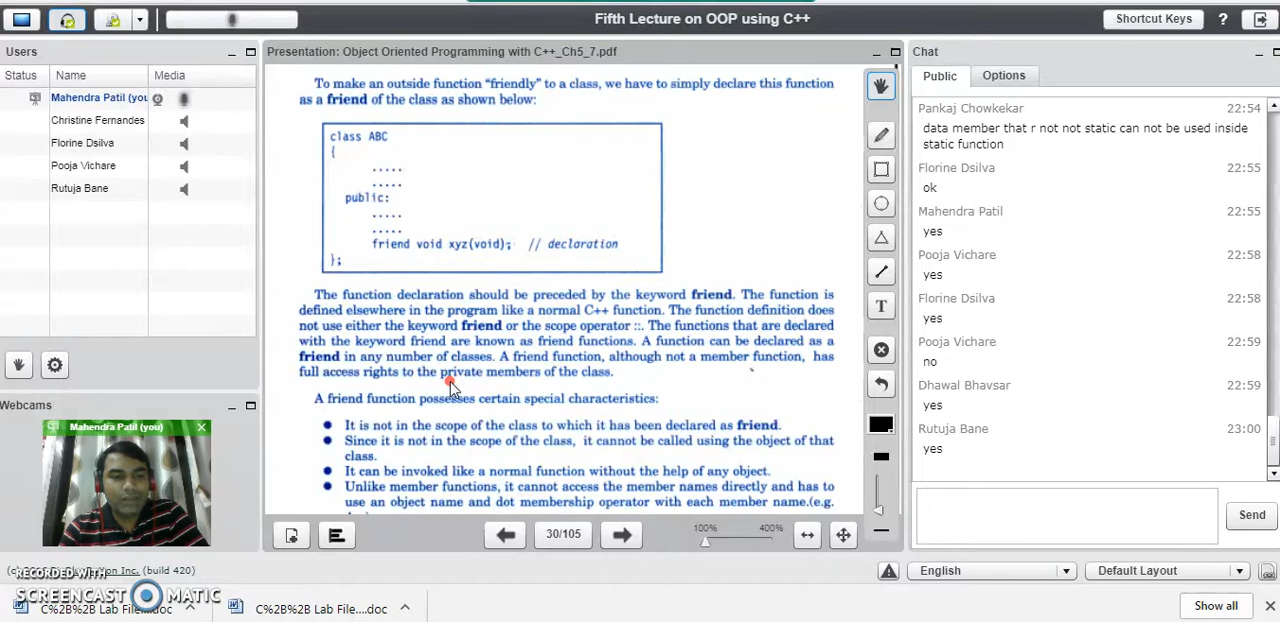 Fifth Lecture on OOP using C++
Shortcut Keys
?
Users
Status Name Media
Mahendra Patil (you
Christine Fernandes
Florine Dsilva
Pooja Vichare
Rutuja Bane
Webcams
Mahendra Patil (you)
Presentation: Object Oriented Programming with C++_Ch5_7.pdf
To make an outside function "friendly" to a class, we have to simply declare this function
as a friend of the class as shown below:
class ABC
{
.....
.....
public:
.....
.....
friend void xyz(void); // declaration
};
The function declaration should be preceded by the keyword friend. The function is
defined elsewhere in the program like a normal C++ function. The function definition does
not use either the keyword friend or the scope operator ::. The functions that are declared
with the keyword friend are known as friend functions. A function can be declared as a
friend in any number of classes. A friend function, although not a member function, has
full access rights to the private members of the class.
A friend function possesses certain special characteristics:
● It is not in the scope of the class to which it has been declared as friend.
● Since it is not in the scope of the class, it cannot be called using the object of that
class.
● It can be invoked like a normal function without the help of any object.
● Unlike member functions, it cannot access the member names directly and has to
use an object name and dot membership operator with each member name.(e.g.
T
30/105
100% 400%
Chat
Public Options
Pankaj Chowkekar 22:54
data member that r not not static can not be used inside
static function
Florine Dsilva 22:55
ok
Mahendra Patil 22:55
yes
Pooja Vichare 22:58
yes
Florine Dsilva 22:58
yes
Pooja Vichare 22:59
no
Dhawal Bhavsar 22:59
yes
Rutuja Bane 23:00
yes
Send
(build 420)
English
Default Layout
RECORDED WITH
SCREENCAST MATIC
C%2B%2B Lab File....doc
C%2B%2B Lab File....doc
Show all